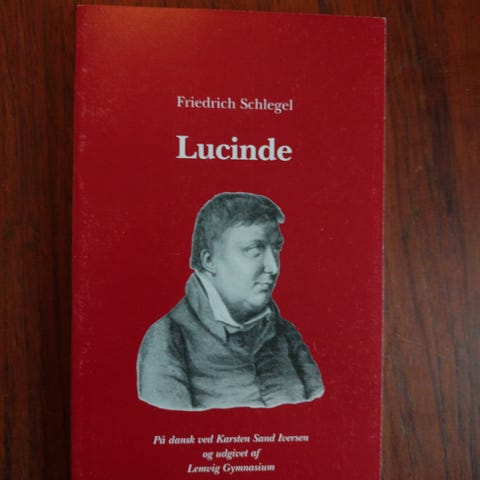 Friedrich Schlegel
Lucinde
På dansk ved Karsten Sand Iversen
og udgivet af
Lemvig Gymnasium